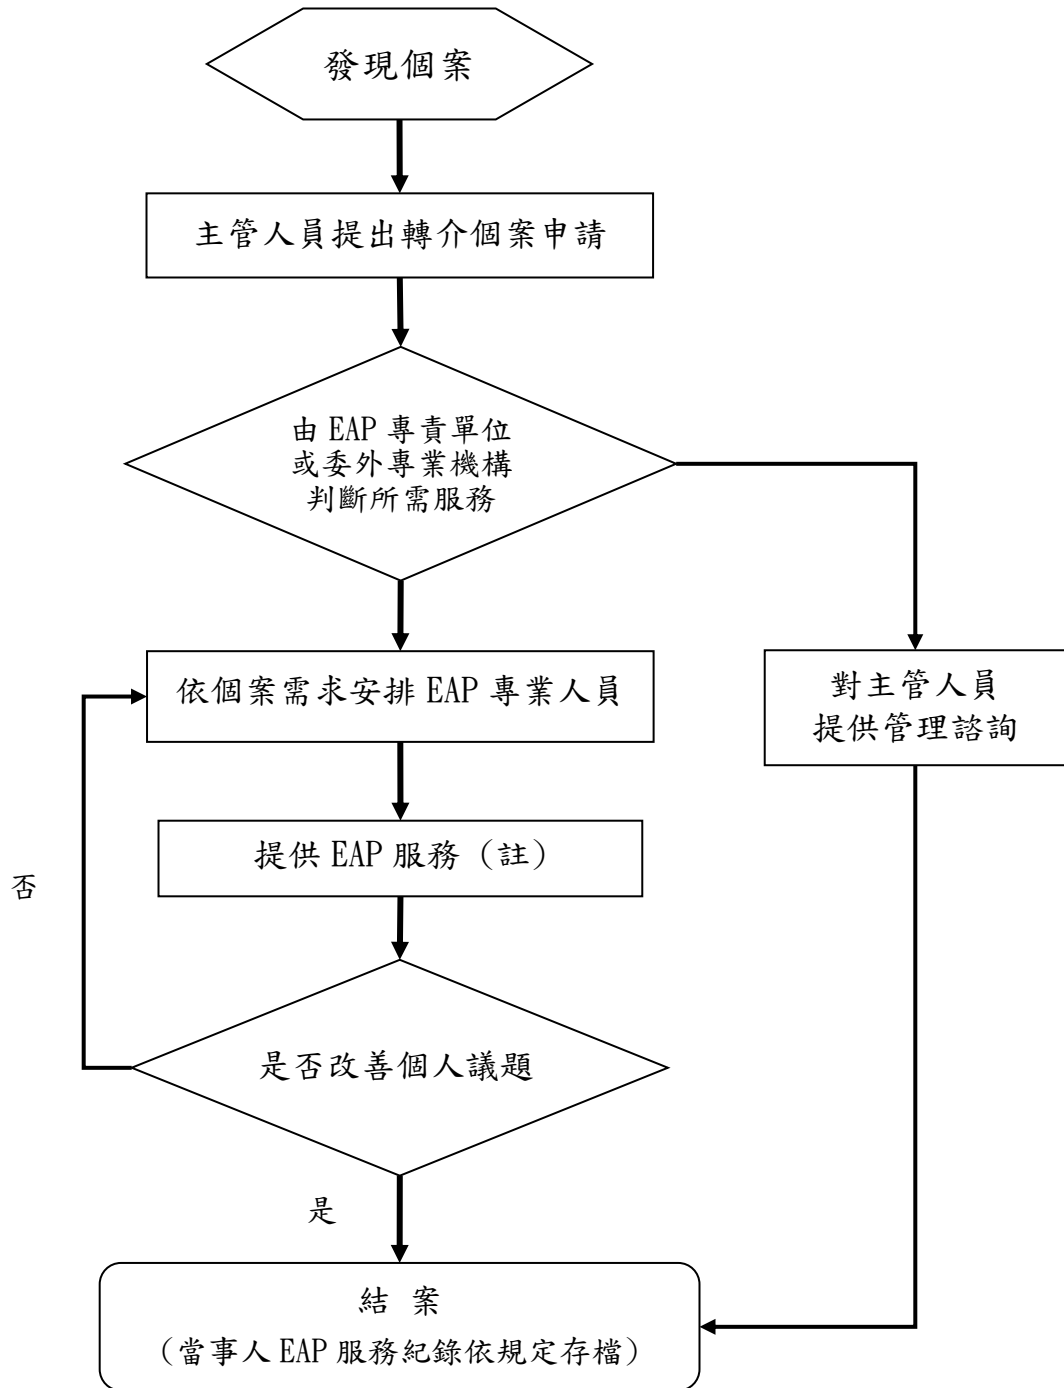 發現個案
主管人員提出轉介個案申請
由 EAP 專責單位
或委外專業機構
判斷所需服務
依個案需求安排 EAP 專業人員
對主管人員
提供管理諮詢
提供 EAP 服務（註）
否
是否改善個人議題
是
結 案
（當事人 EAP 服務紀錄依規定存檔）